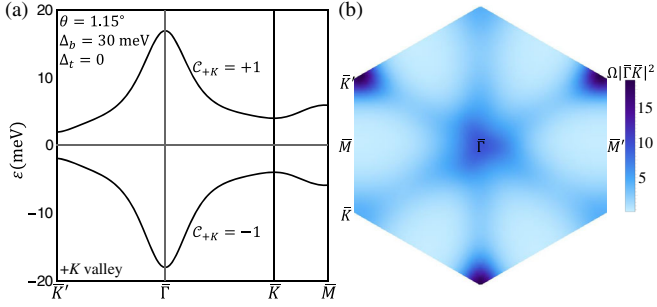 (a)
θ = 1.15°
Δ_b = 30 meV
Δ_t = 0
C_{+K} = +1
C_{+K} = −1
+K valley
ε(meV)
20
10
0
−10
−20
K̄′ Γ̄ K̄ M̄
(b)
Ω|Γ̄K̄|²
K̄′
M̄ Γ̄ M̄′
K̄
15
10
5